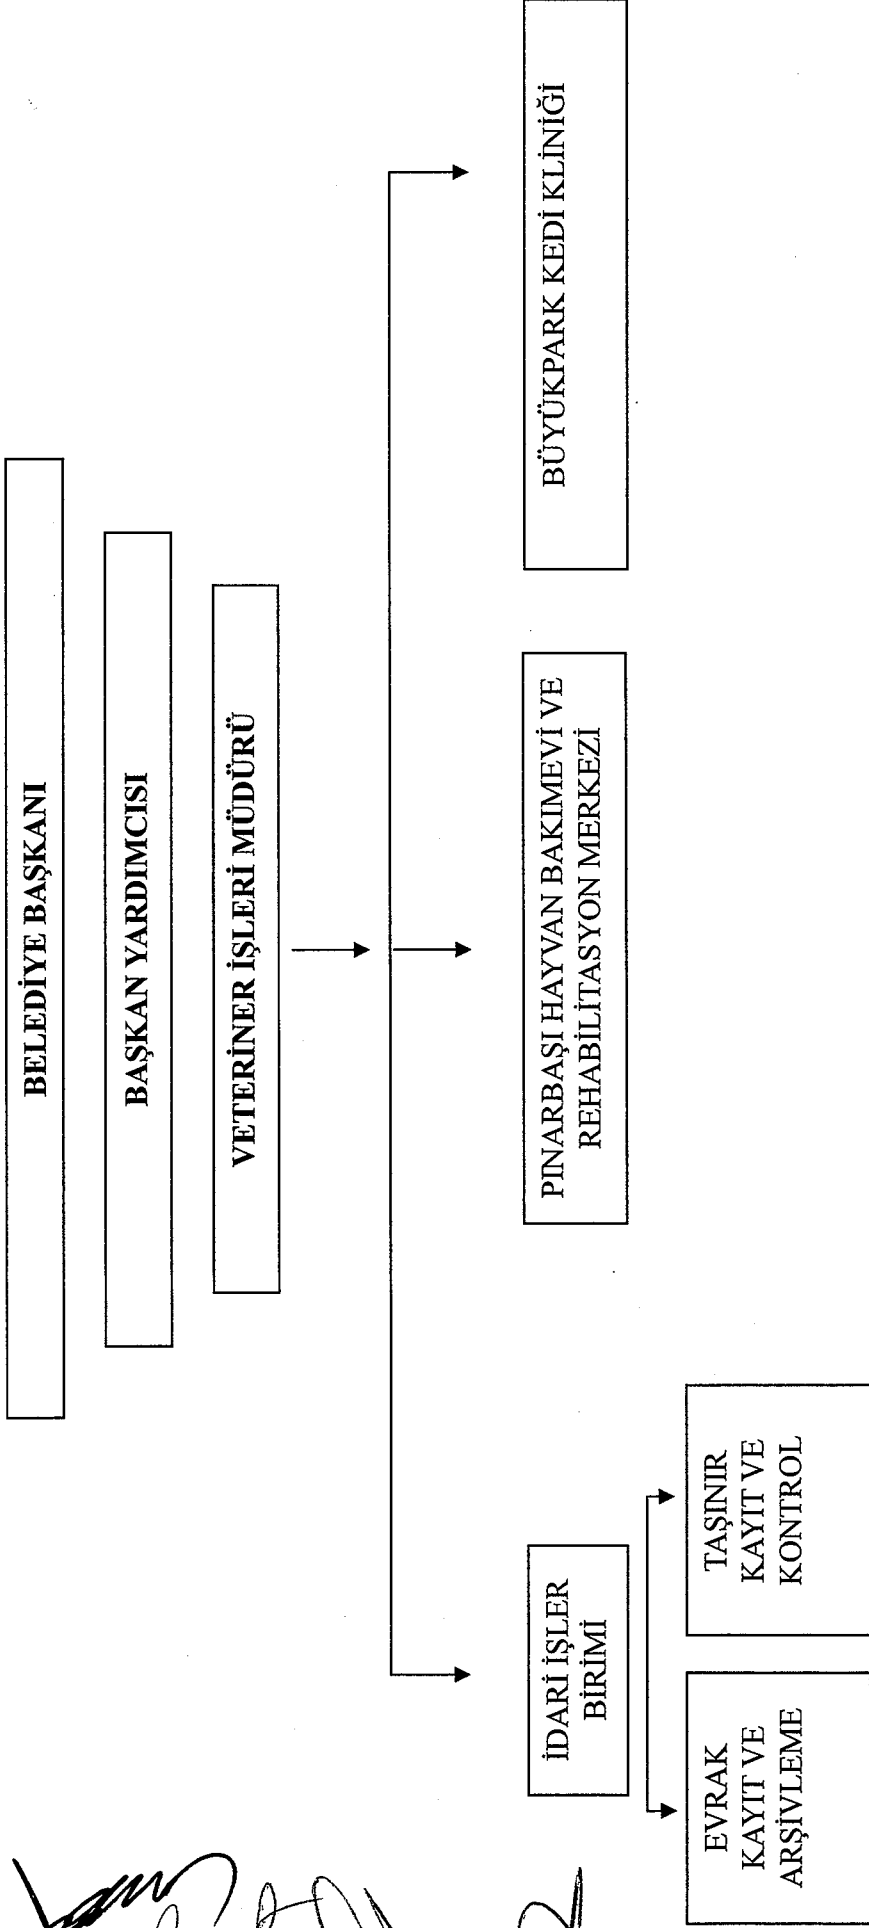 BELEDİYE BAŞKANI
BAŞKAN YARDIMCISI
VETERİNER İŞLERİ MÜDÜRÜ
İDARİ İŞLER
BİRİMİ
PINARBAŞI HAYVAN BAKIMEVİ VE
REHABİLİTASYON MERKEZİ
BÜYÜKPARK KEDİ KLİNİĞİ
EVRAK
KAYIT VE
ARŞİVLEME
TAŞINIR
KAYIT VE
KONTROL